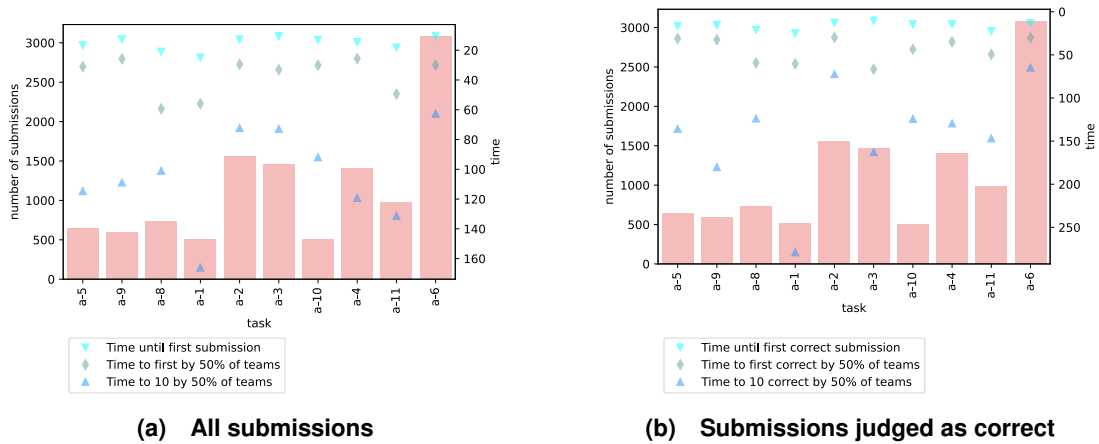 3000
2500
2000
1500
1000
500
0
number of submissions
20
40
60
80
100
120
140
160
time
a-5
a-9
a-8
a-1
a-2
a-3
a-10
a-4
a-11
a-6
task
Time until first submission
Time to first by 50% of teams
Time to 10 by 50% of teams
(a) All submissions
3000
2500
2000
1500
1000
500
0
number of submissions
0
50
100
150
200
250
time
a-5
a-9
a-8
a-1
a-2
a-3
a-10
a-4
a-11
a-6
task
Time until first correct submission
Time to first correct by 50% of teams
Time to 10 correct by 50% of teams
(b) Submissions judged as correct